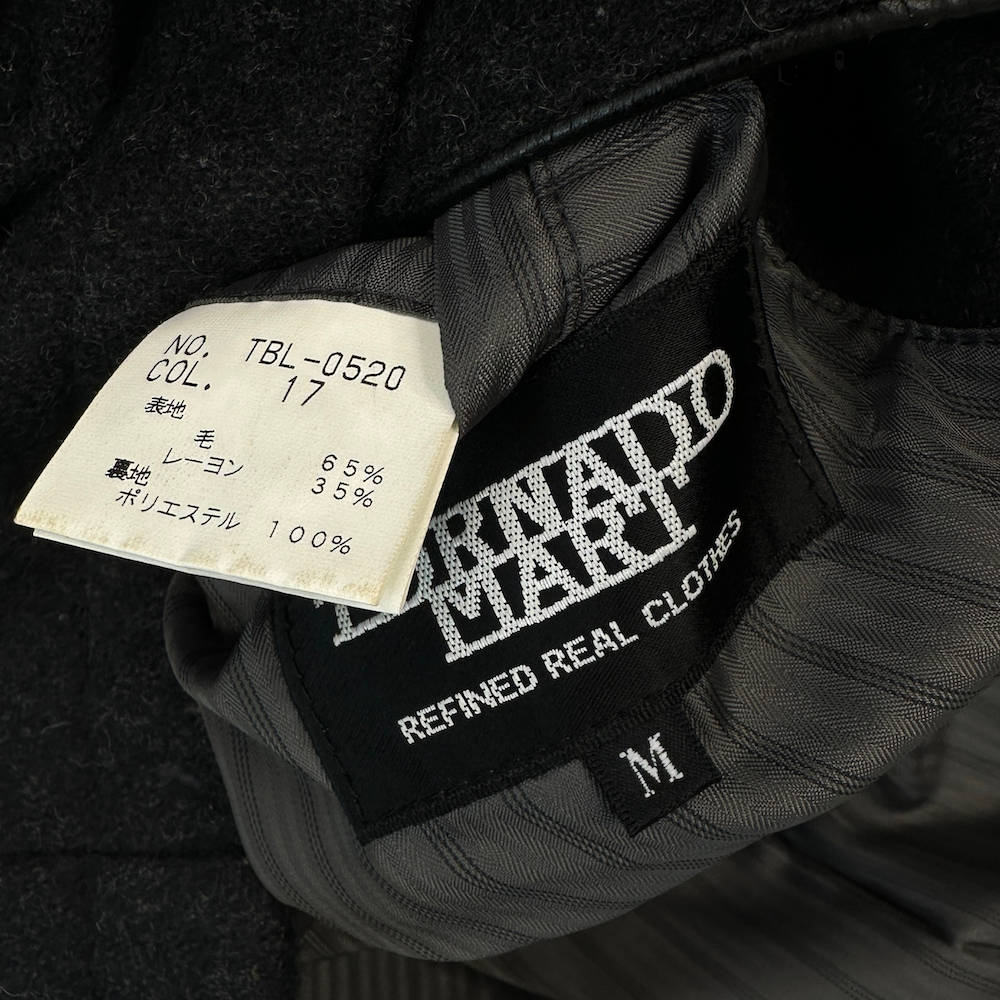 NO. TBL-0520
COL. 17
表地
毛 65%
レーヨン 35%
裏地
ポリエステル 100%
MART
REFINED REAL CLOTHES
M